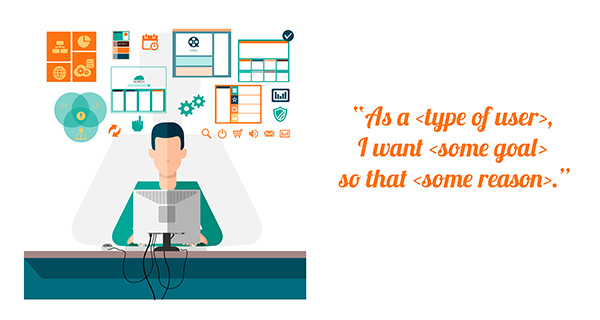 “As a <type of user>,
I want <some goal>
so that <some reason>.”